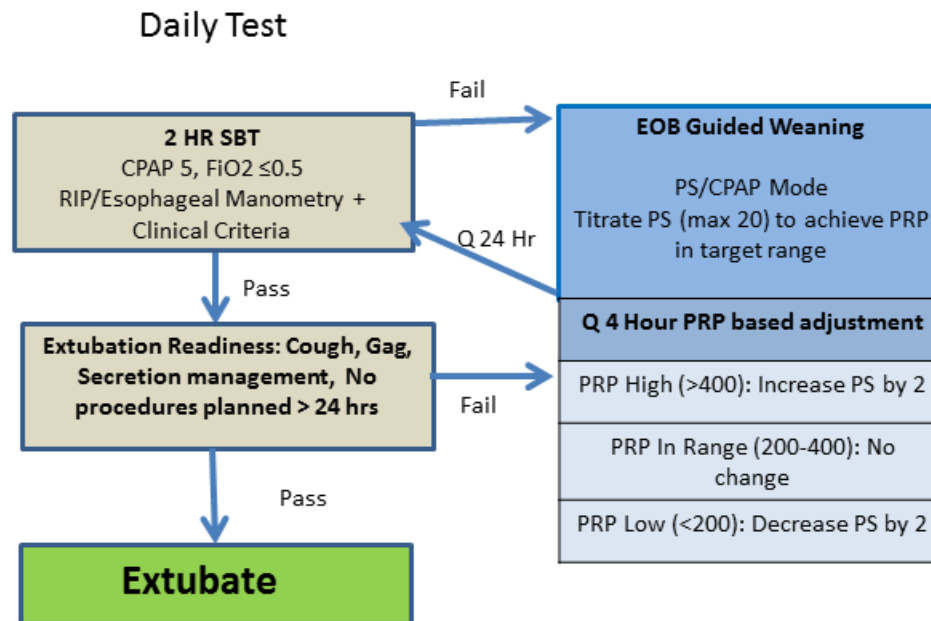 Daily Test
Fail
2 HR SBT
CPAP 5, FiO2 ≤0.5
RIP/Esophageal Manometry +
Clinical Criteria
EOB Guided Weaning
PS/CPAP Mode
Titrate PS (max 20) to achieve PRP
in target range
Q 24 Hr
Pass
Q 4 Hour PRP based adjustment
Extubation Readiness: Cough, Gag,
Secretion management, No
procedures planned > 24 hrs
Fail
PRP High (>400): Increase PS by 2
PRP In Range (200-400): No
change
PRP Low (<200): Decrease PS by 2
Pass
Extubate